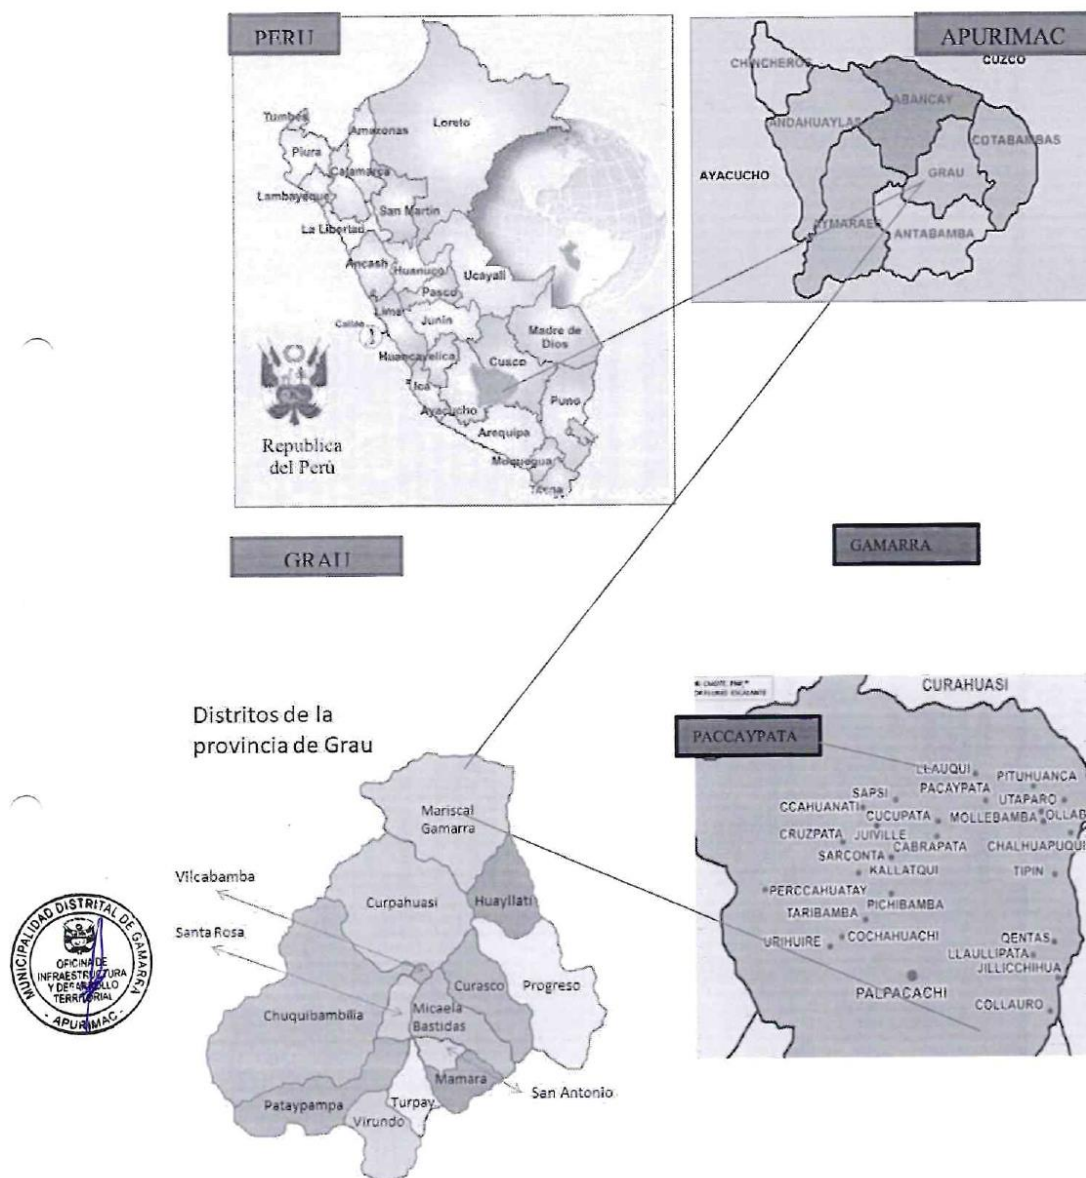 PERU
Tumbes
Piura
Amazonas
Loreto
Cajamarca
Lambayeque
San Martin
La Libertad
Ancash
Huanuco
Ucayali
Pasco
Lima
Junin
Callao
Madre de
Dios
Huancavelica
Cusco
Ica
Ayacucho
Puno
Arequipa
Moquegua
Republica
del Perú
APURIMAC
CUZCO
CHINCHEROS
ABANCAY
ANDAHUAYLAS
COTABAMBAS
AYACUCHO
GRAU
AYMARAES
ANTABAMBA
GRAU
GAMARRA
Distritos de la
provincia de Grau
Mariscal
Gamarra
Vilcabamba
Curpahuasi
Huayllati
Santa Rosa
Curasco
Progreso
Chuquibambilla
Micaela
Bastidas
Mamara
San Antonio
Pataypampa
Turpay
Virundo
CURAHUASI
PACCAYPATA
LLAUQUI
PITUHUANCA
SAPSI
PACAYPATA
UTAPARO
CCAHUANATI
CUCUPATA
MOLLEBAMBA
OLLAB
CRUZPATA
JUIVILLE
CABRAPATA
CHALHUAPUQUI
SARCONTA
KALLATQUI
TIPIN
PERCCAHUATAY
PICHIBAMBA
TARIBAMBA
URIHUIRE
COCHAHUACHI
QENTAS
LLAULLIPATA
JILLICCHIHUA
PALPACACHI
COLLAURO
MUNICIPALIDAD DISTRITAL DE GAMARRA
OFICINA DE
INFRAESTRUCTURA
Y DESARROLLO
TERRITORIAL
- APURIMAC -